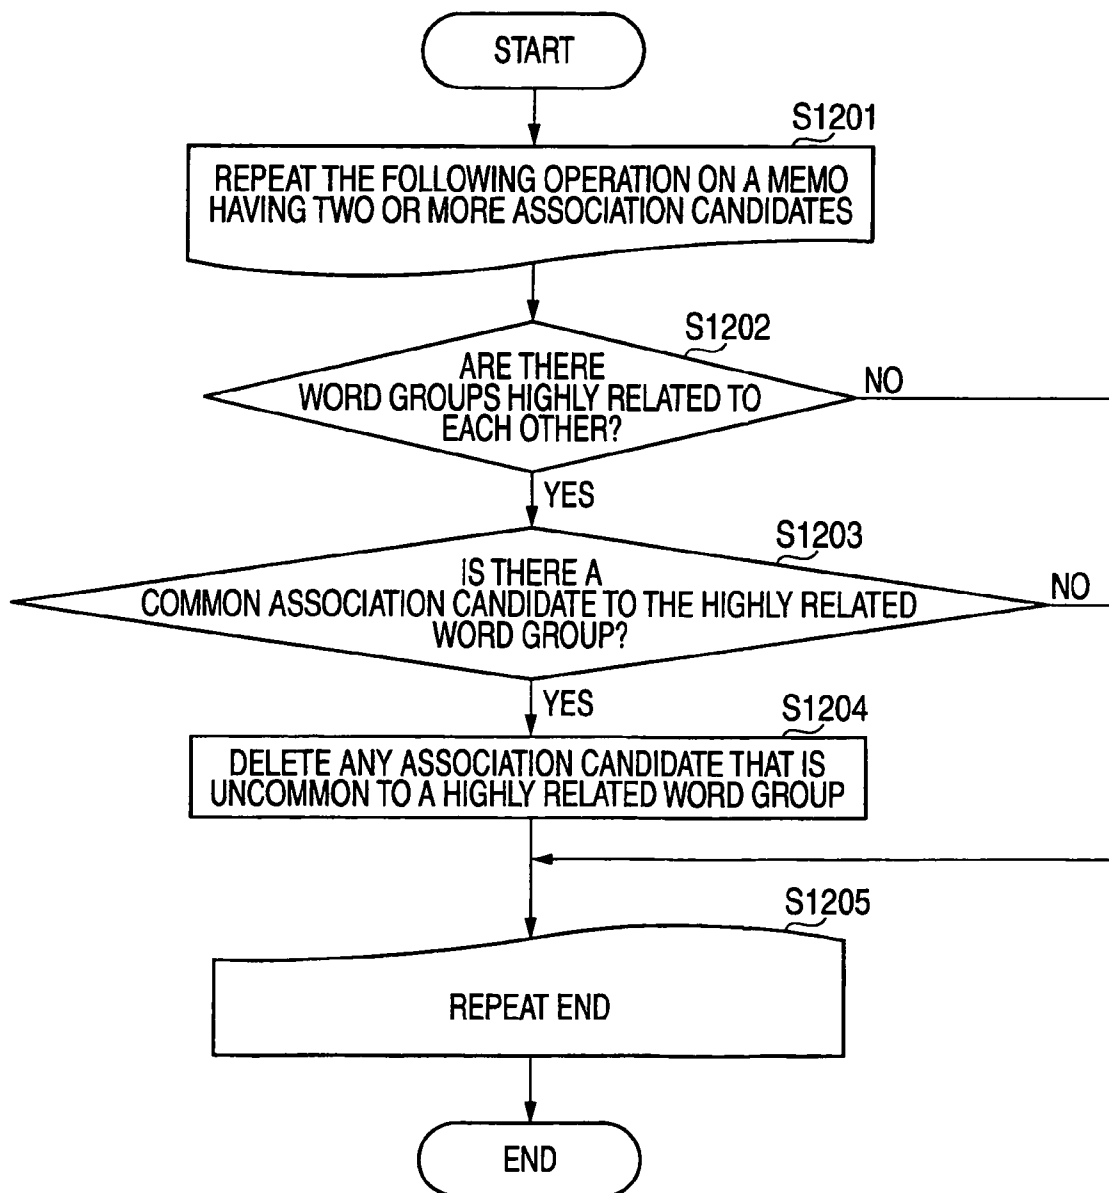 START
S1201
REPEAT THE FOLLOWING OPERATION ON A MEMO
HAVING TWO OR MORE ASSOCIATION CANDIDATES
S1202
ARE THERE
WORD GROUPS HIGHLY RELATED TO
EACH OTHER?
NO
YES
S1203
IS THERE A
COMMON ASSOCIATION CANDIDATE TO THE HIGHLY RELATED
WORD GROUP?
NO
YES
S1204
DELETE ANY ASSOCIATION CANDIDATE THAT IS
UNCOMMON TO A HIGHLY RELATED WORD GROUP
S1205
REPEAT END
END